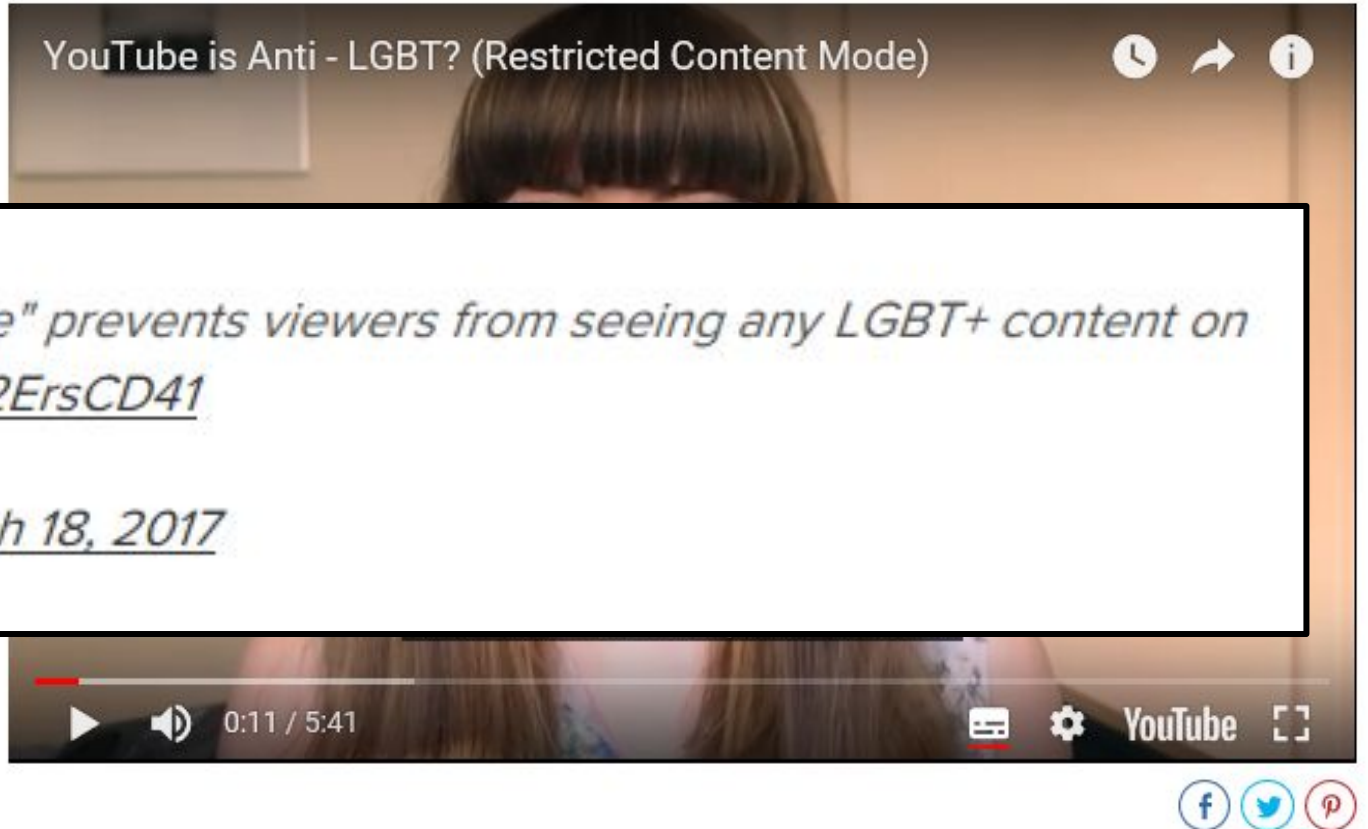 YouTube is Anti - LGBT? (Restricted Content Mode)
e" prevents viewers from seeing any LGBT+ content on
ErsCD41
h 18, 2017
0:11 / 5:41
YouTube